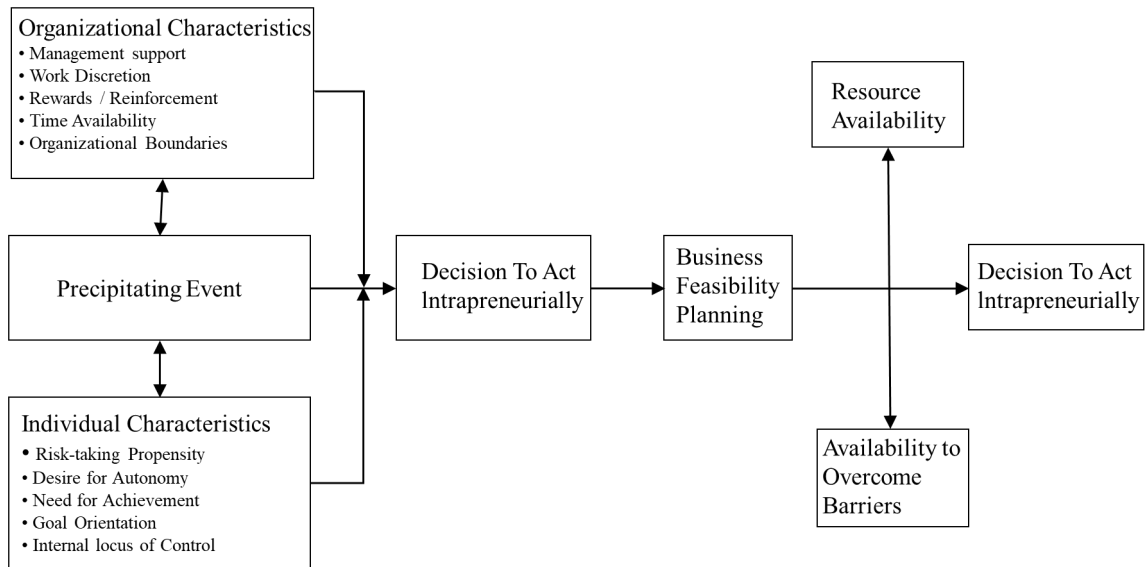 Organizational Characteristics
• Management support
• Work Discretion
• Rewards / Reinforcement
• Time Availability
• Organizational Boundaries
Precipitating Event
Individual Characteristics
• Risk-taking Propensity
• Desire for Autonomy
• Need for Achievement
• Goal Orientation
• Internal locus of Control
Decision To Act
lntrapreneurially
Business
Feasibility
Planning
Resource
Availability
Availability to
Overcome
Barriers
Decision To Act
lntrapreneurially